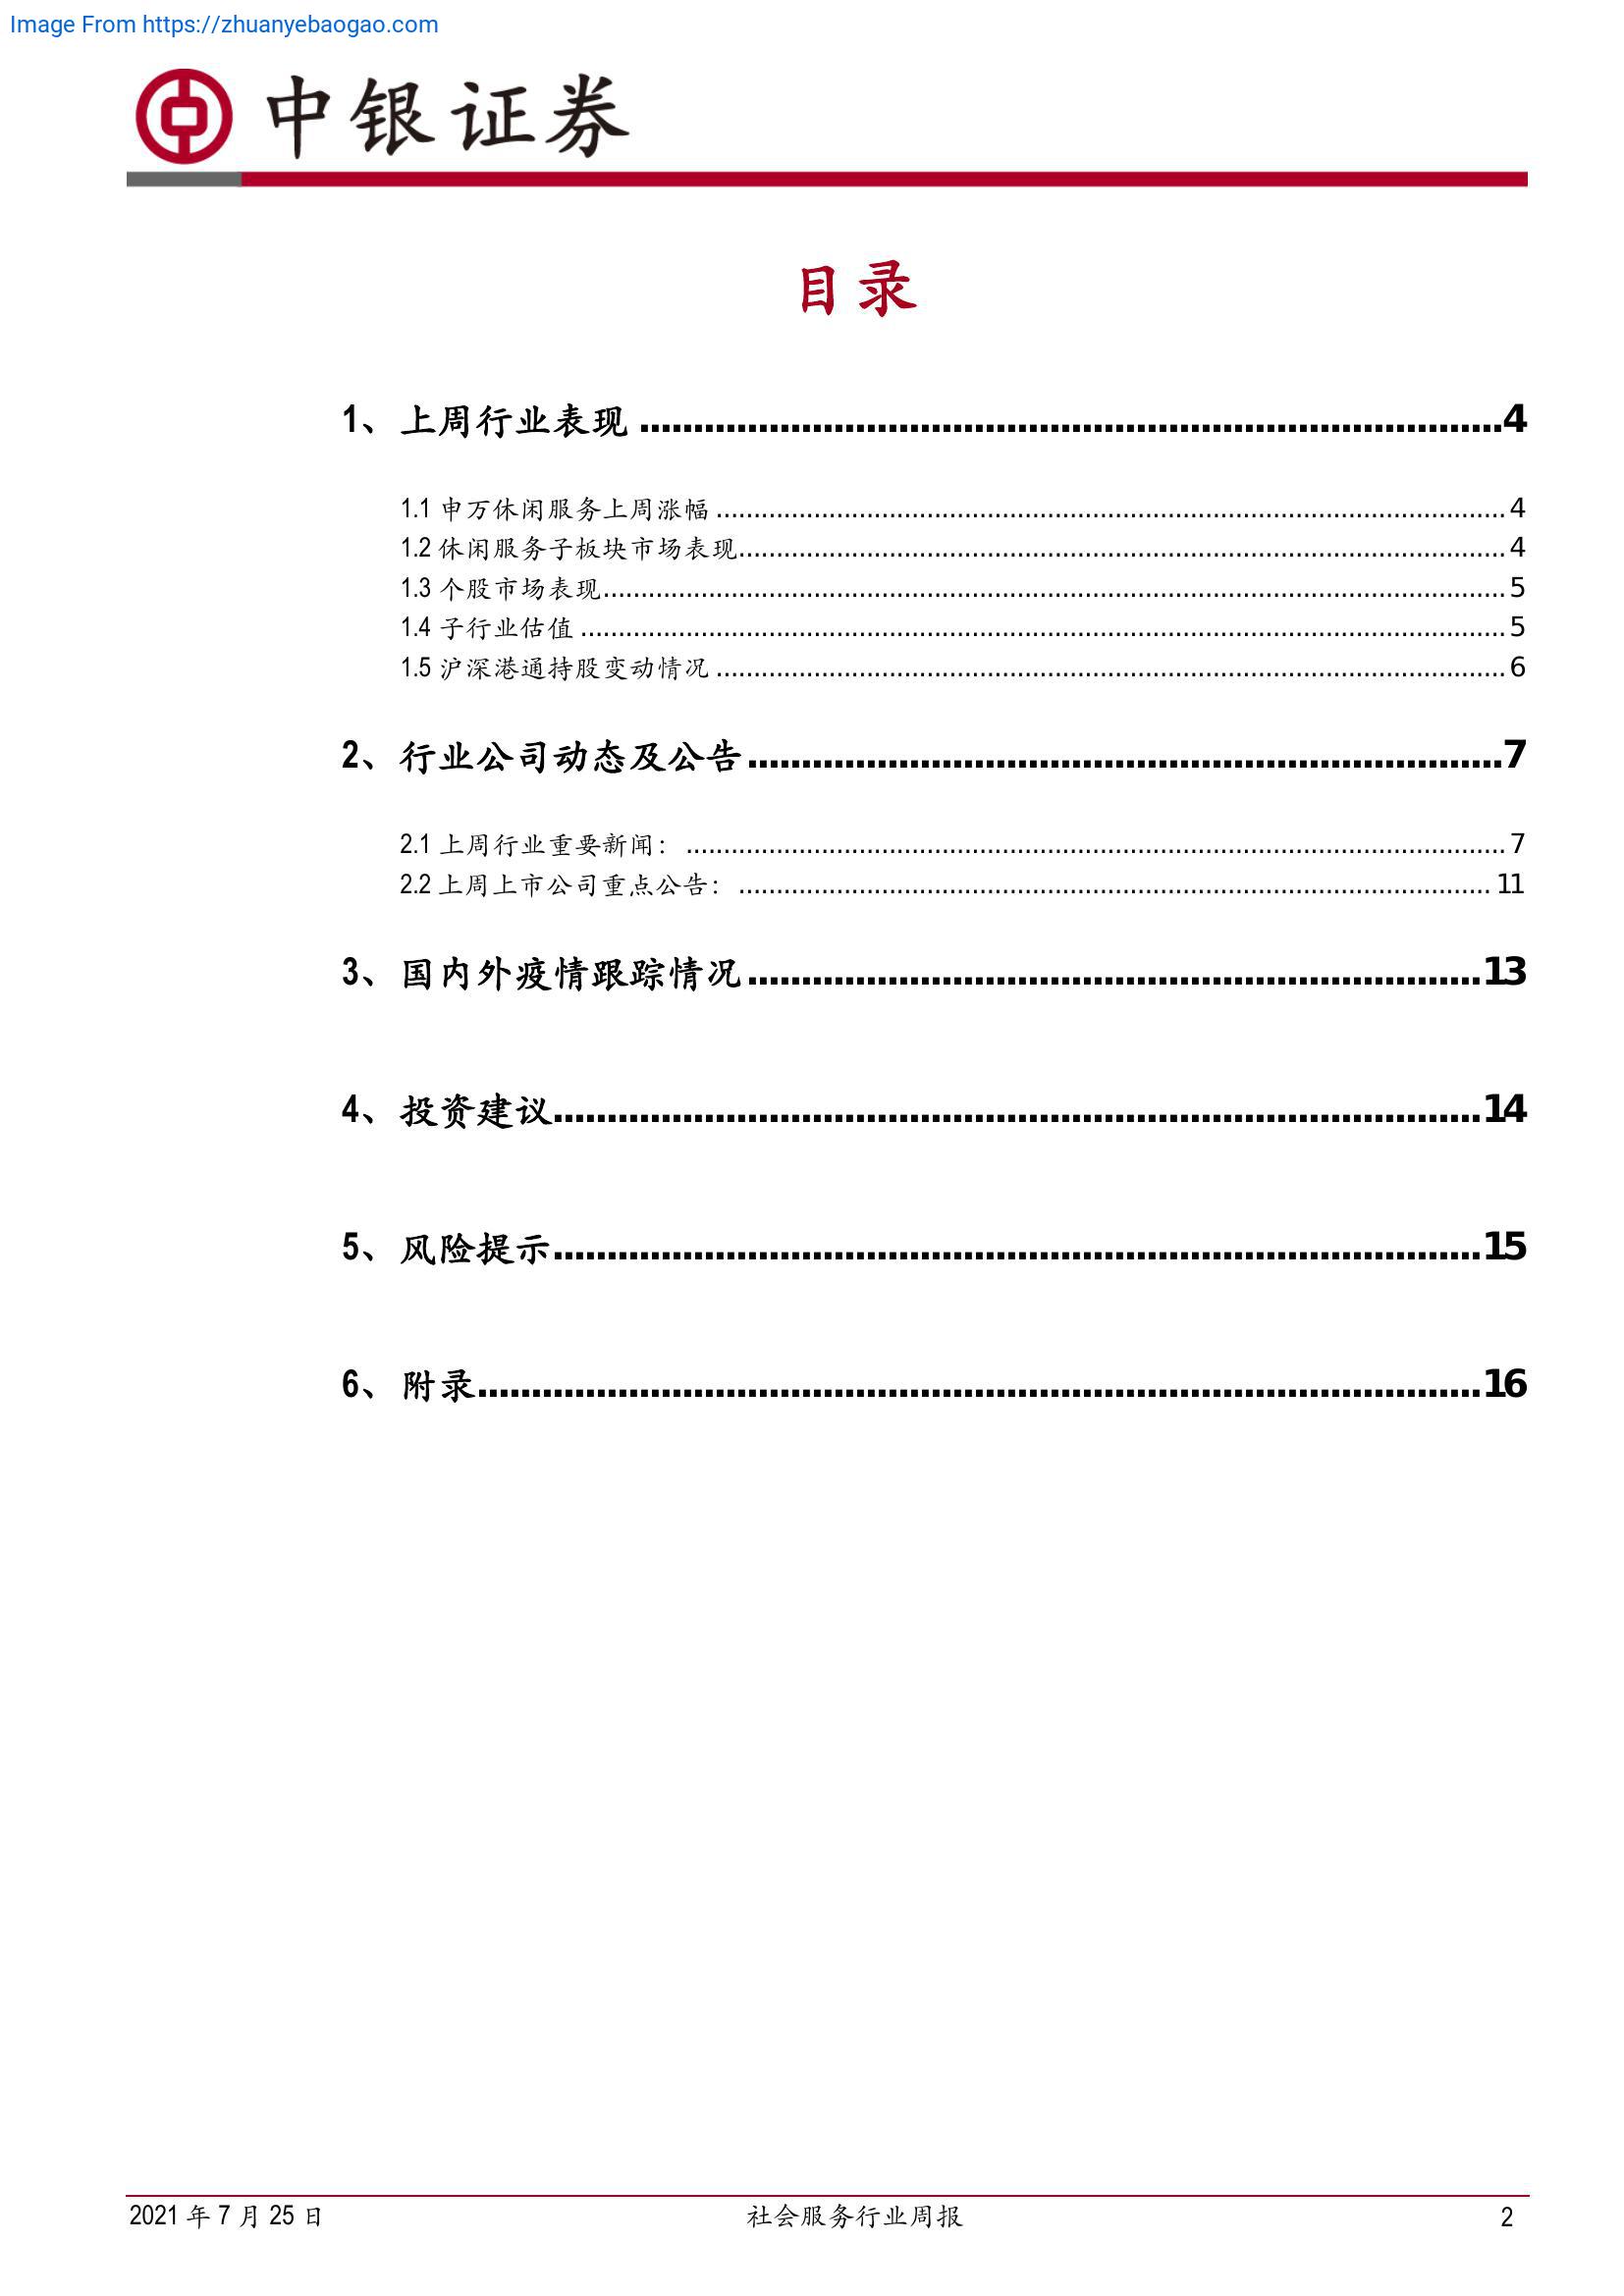 Image From https://zhuanyebaogao.com
中银证券
目录
1、上周行业表现 ........................................................................4
1.1 申万休闲服务上周涨幅 ........................................................................ 4
1.2 休闲服务子板块市场表现........................................................................ 4
1.3 个股市场表现........................................................................ 5
1.4 子行业估值 ........................................................................ 5
1.5 沪深港通持股变动情况 ........................................................................ 6
2、行业公司动态及公告........................................................................7
2.1 上周行业重要新闻： ........................................................................ 7
2.2 上周上市公司重点公告： ........................................................................ 11
3、国内外疫情跟踪情况........................................................................13
4、投资建议........................................................................14
5、风险提示........................................................................15
6、附录........................................................................16
2021 年 7 月 25 日 社会服务行业周报 2